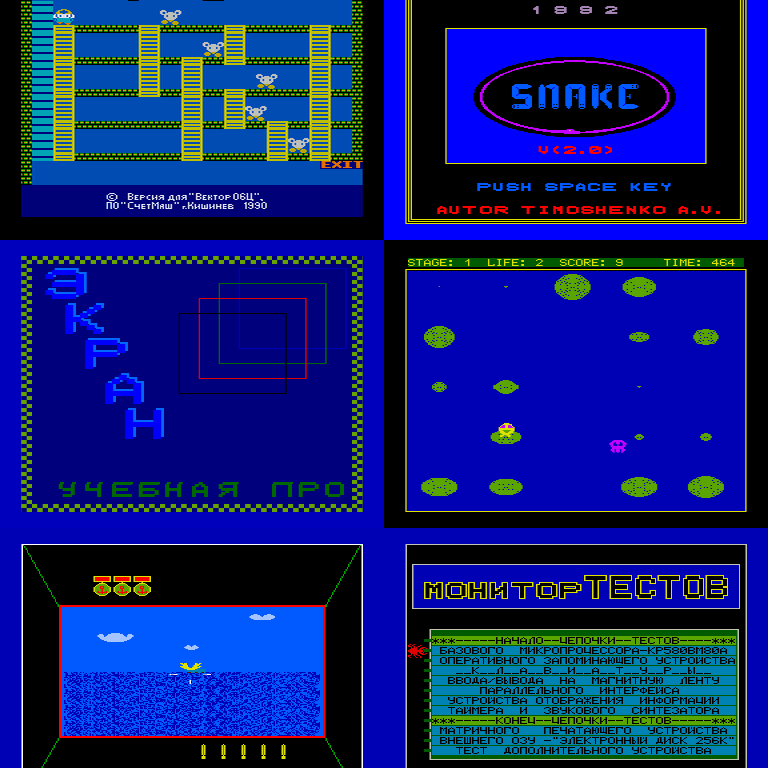 EXIT
© Версия для "Вектор 06Ц".
ПО "СчетМаш", Кишинев 1990
1992
SNAKE
V(2.0)
PUSH SPACE KEY
AUTOR TIMOSHENKO A.V.
ЭКРАН
УЧЕБНАЯ ПРО
STAGE: 1 LIFE: 2 SCORE: 9 TIME: 464
МОНИТОР ТЕСТОВ
***-----НАЧАЛО--ЦЕПОЧКИ--ТЕСТОВ----***
БАЗОВОГО МИКРОПРОЦЕССОРА-КР580ВМ80А
ОПЕРАТИВНОГО ЗАПОМИНАЮЩЕГО УСТРОЙСТВА
__К__Л__А__В__И__А__Т__У__Р__Ы__
ВВОДА/ВЫВОДА НА МАГНИТНУЮ ЛЕНТУ
ПАРАЛЛЕЛЬНОГО ИНТЕРФЕЙСА
УСТРОЙСТВА ОТОБРАЖЕНИЯ ИНФОРМАЦИИ
ТАЙМЕРА И ЗВУКОВОГО СИНТЕЗАТОРА
***-----КОНЕЦ--ЦЕПОЧКИ--ТЕСТОВ-----***
МАТРИЧНОГО ПЕЧАТАЮЩЕГО УСТРОЙСТВА
ВНЕШНЕГО ОЗУ -"ЭЛЕКТРОННЫЙ ДИСК 256К"
ТЕСТ ДОПОЛНИТЕЛЬНОГО УСТРОЙСТВА